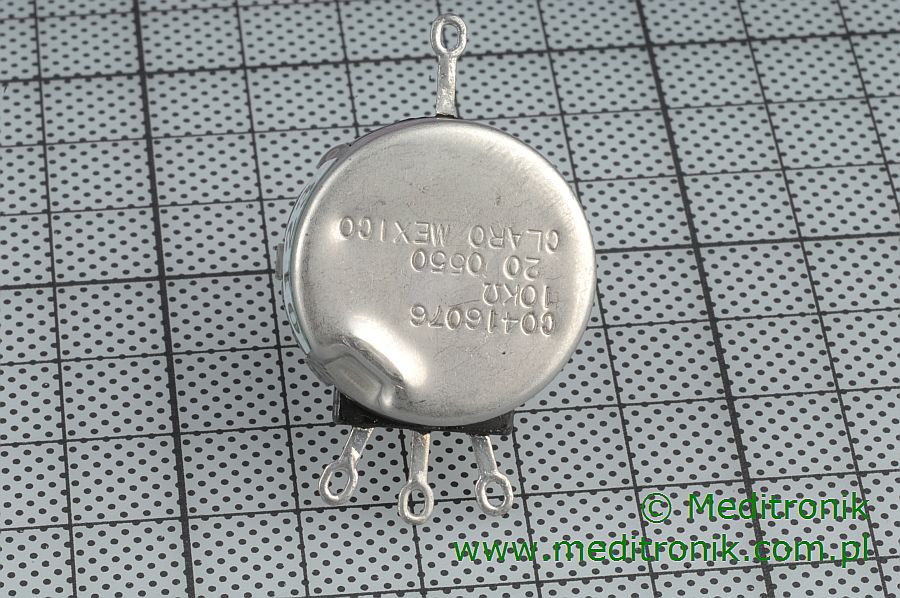 C0416076
10kΩ
20 0550
CLARO MEXICO
© Meditronik
www.meditronik.com.pl